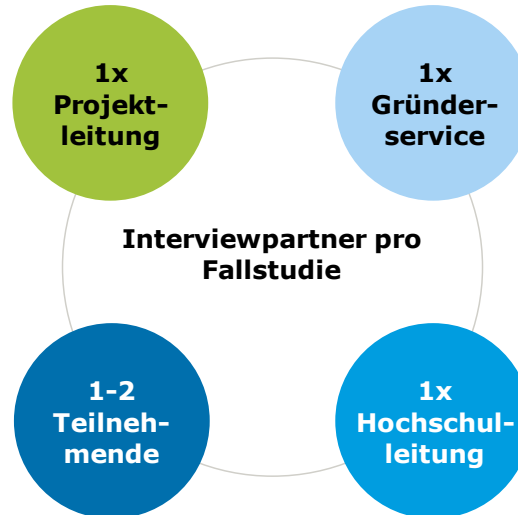 1x
Projekt-
leitung
1x
Gründer-
service
Interviewpartner pro
Fallstudie
1-2
Teilneh-
mende
1x
Hochschul-
leitung